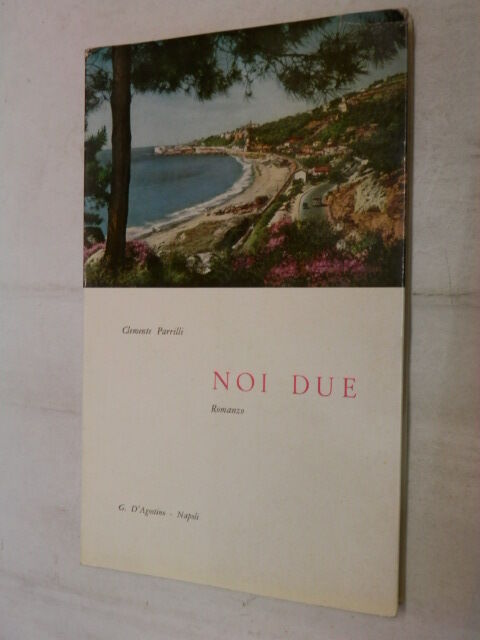 Clemente Parrilli
NOI DUE
Romanzo
G. D'Agostino - Napoli